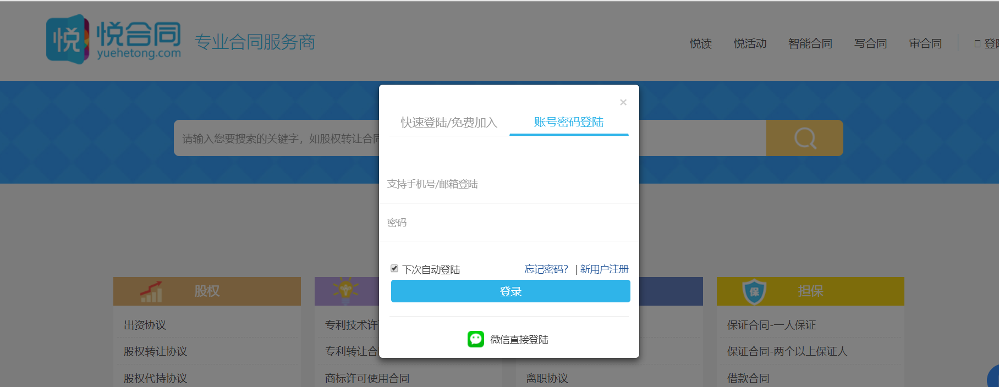 悦 悦合同 专业合同服务商
yuehetong.com
悦读 悦活动 智能合同 写合同 审合同 登陆
×
快速登陆/免费加入 账号密码登陆
请输入您要搜索的关键字，如股权转让合同
支持手机号/邮箱登陆
密码
下次自动登陆 忘记密码? | 新用户注册
登录
微信直接登陆
股权
出资协议
股权转让协议
股权代持协议
专利技术许
专利转让合
商标许可使用合同
离职协议
保 担保
保证合同-一人保证
保证合同-两个以上保证人
借款合同